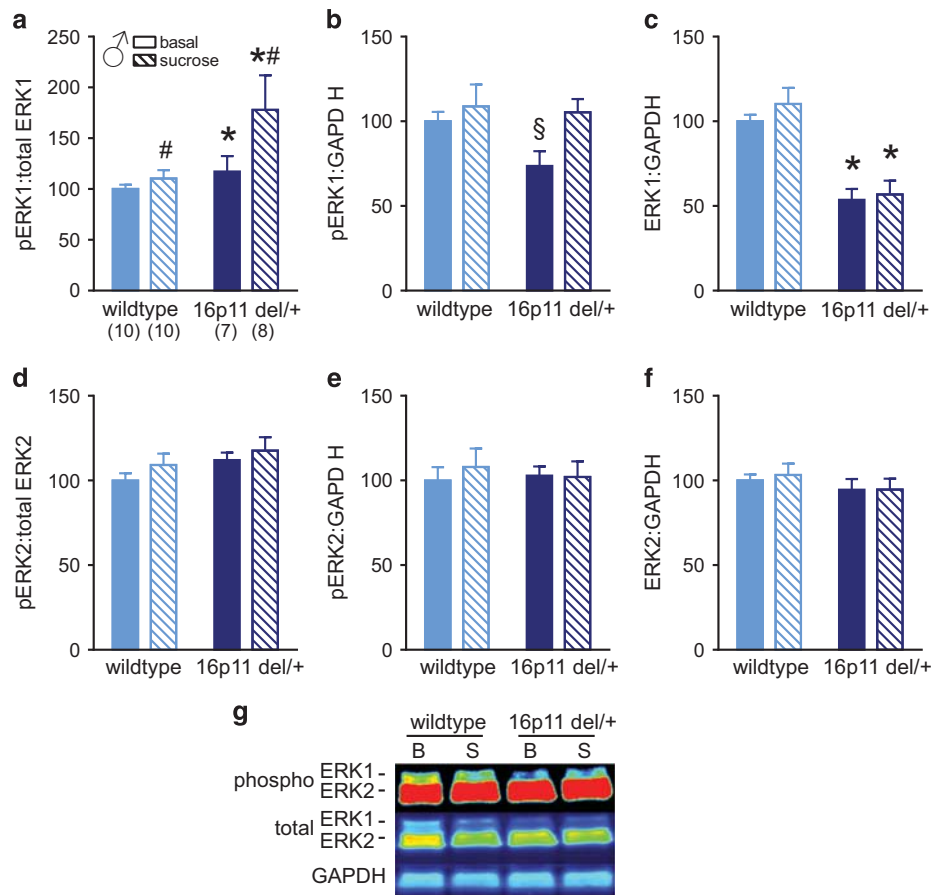 a
250
200
150
100
50
0
pERK1:total ERK1
♂ basal
sucrose
#
*
*#
wildtype 16p11 del/+
(10) (10) (7) (8)
b
150
100
50
0
pERK1:GAPD H
§
wildtype 16p11 del/+
c
150
100
50
0
ERK1:GAPDH
* *
wildtype 16p11 del/+
d
150
100
50
0
pERK2:total ERK2
wildtype 16p11 del/+
e
150
100
50
0
pERK2:GAPD H
wildtype 16p11 del/+
f
150
100
50
0
ERK2:GAPDH
wildtype 16p11 del/+
g
wildtype 16p11 del/+
B S B S
phospho ERK1 -
ERK2 -
total ERK1 -
ERK2 -
GAPDH